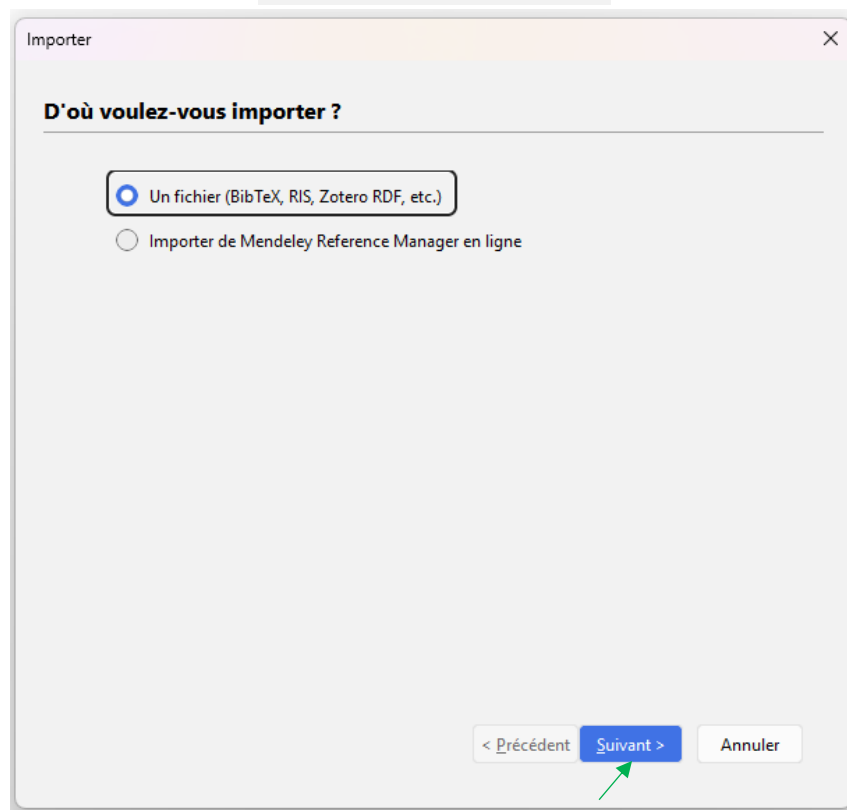 Importer
D'où voulez-vous importer ?
Un fichier (BibTeX, RIS, Zotero RDF, etc.)
Importer de Mendeley Reference Manager en ligne
< Précédent Suivant > Annuler